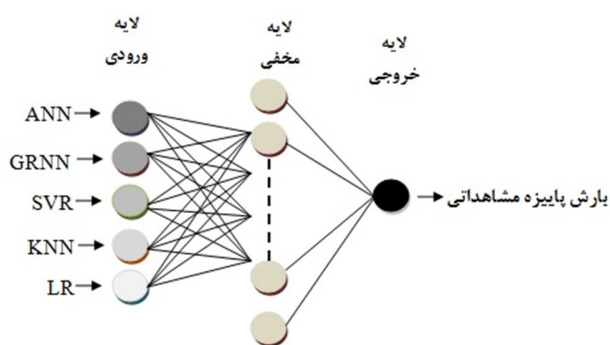 لایه
ورودی
لایه
مخفی
لایه
خروجی
ANN
GRNN
SVR
KNN
LR
بارش پاییزه مشاهداتی